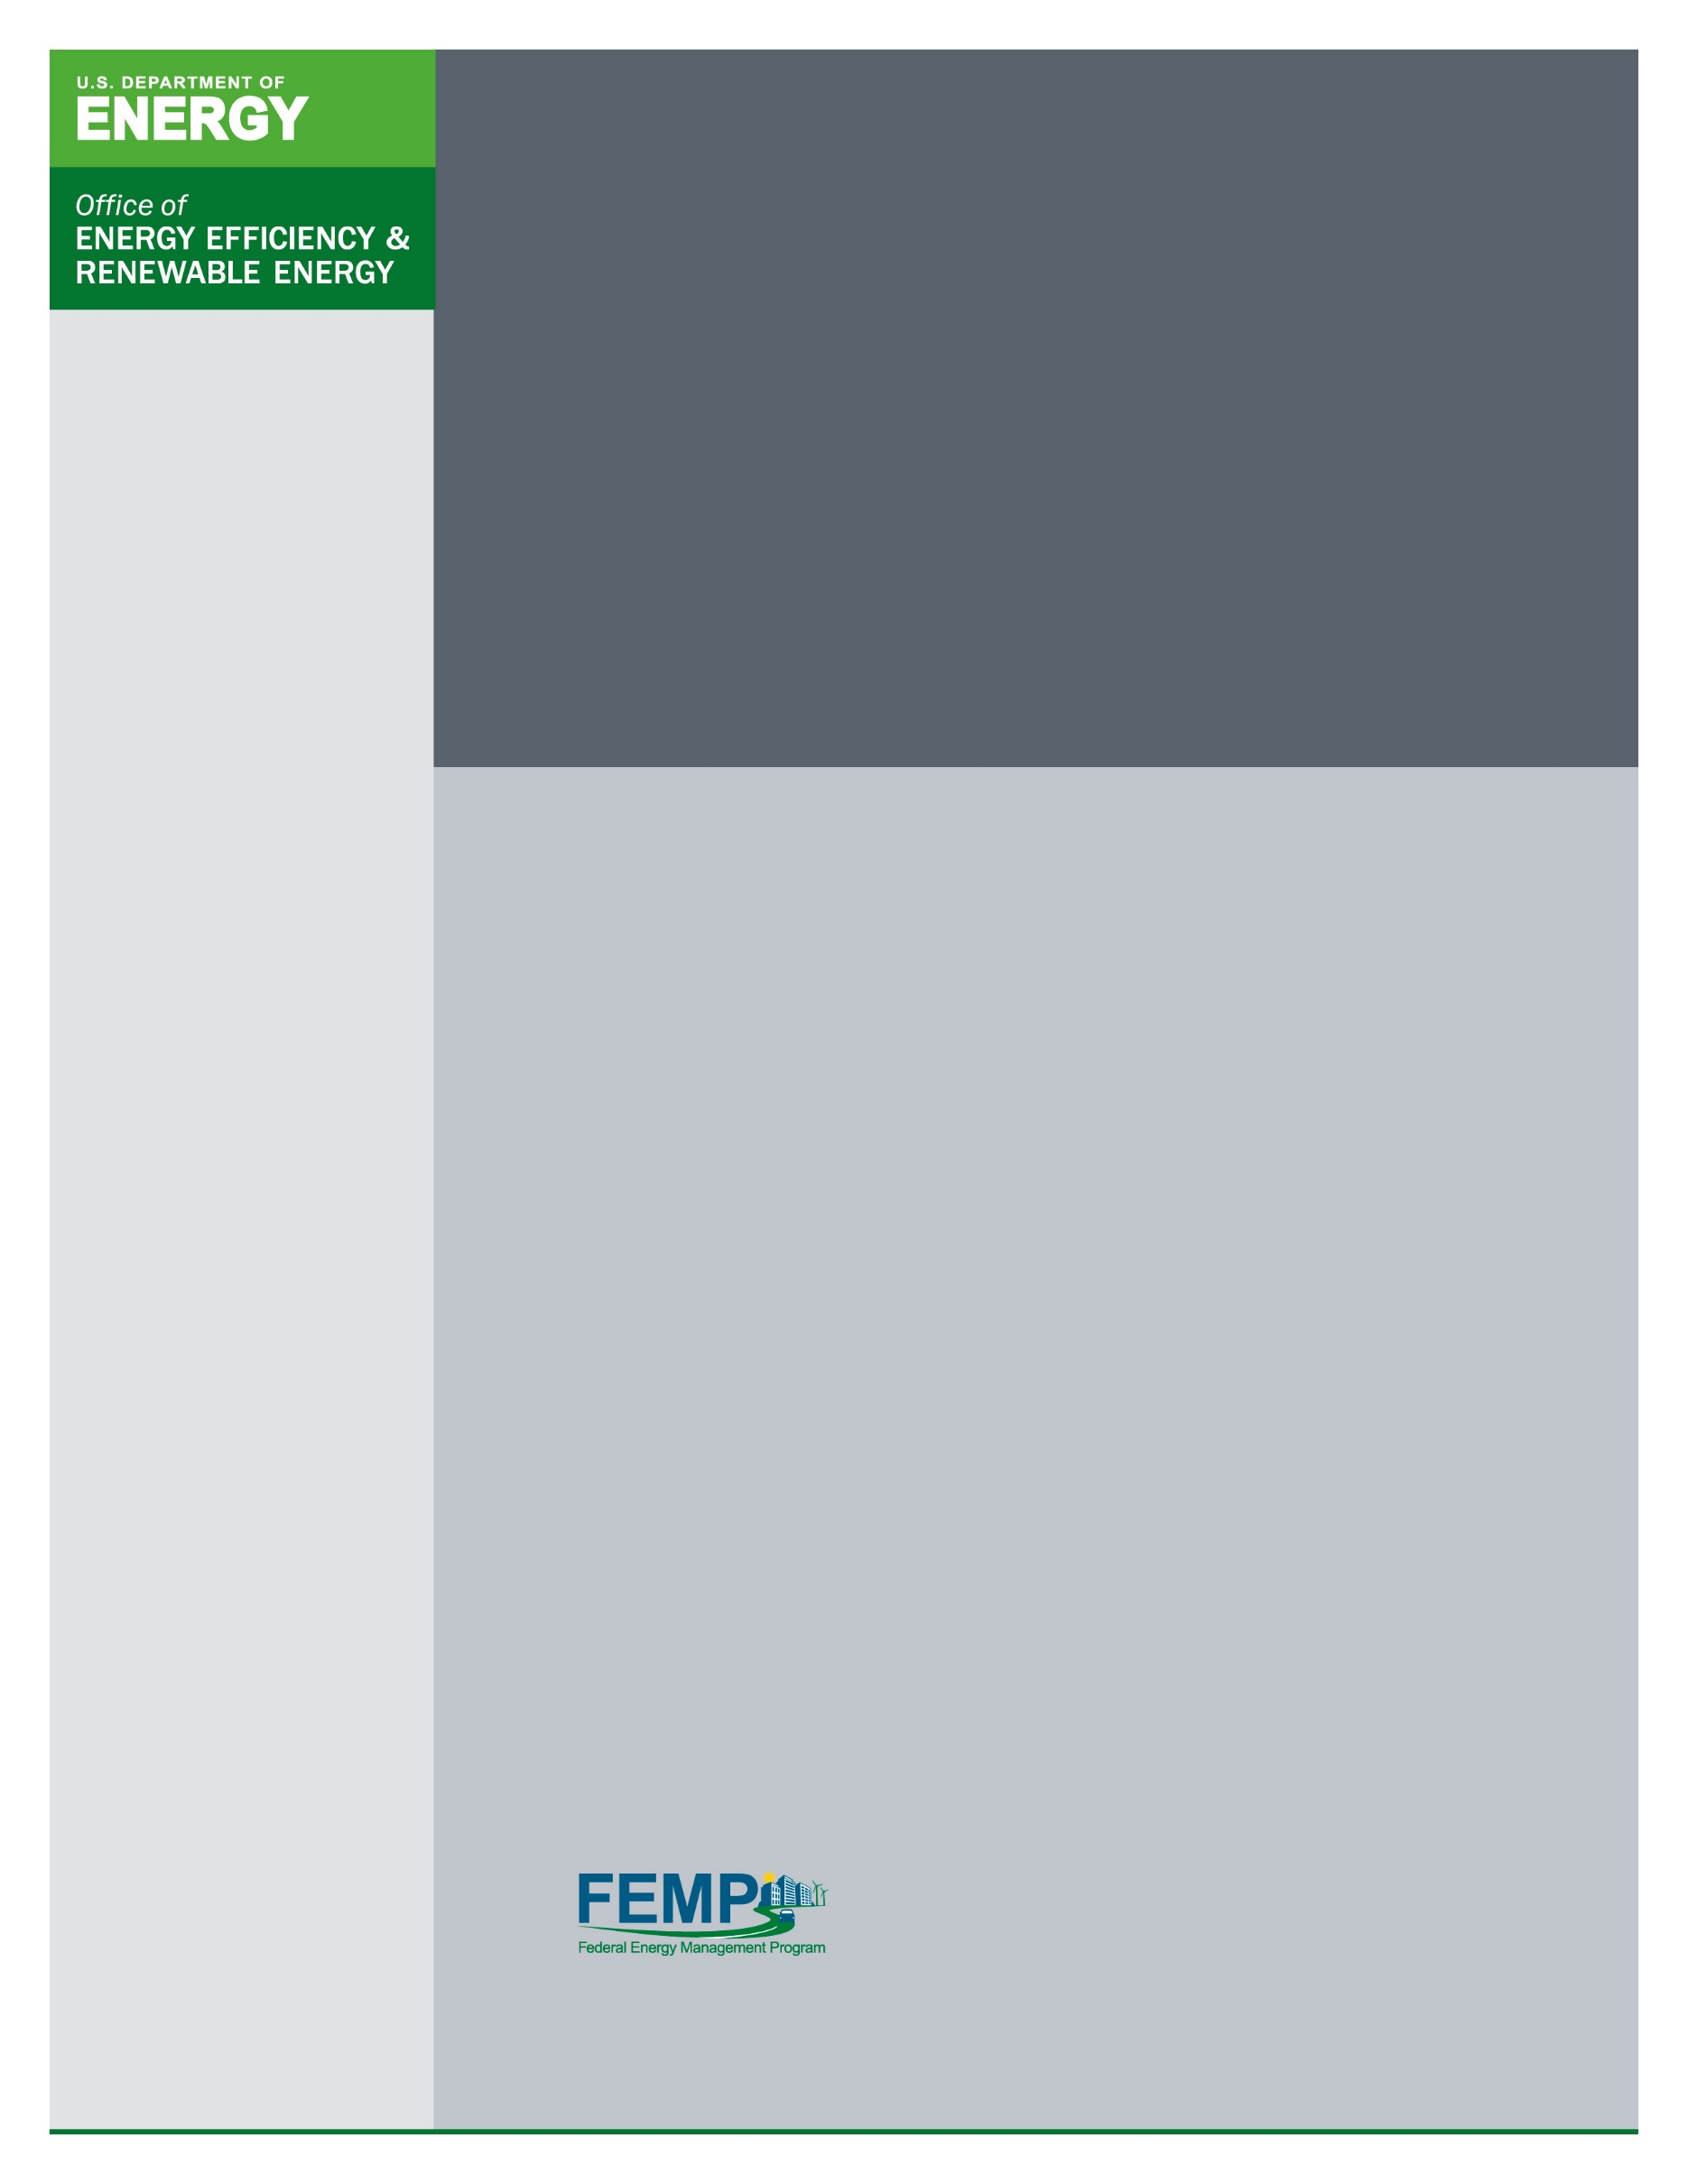 U.S. DEPARTMENT OF
ENERGY
Office of
ENERGY EFFICIENCY &
RENEWABLE ENERGY
FEMP
Federal Energy Management Program